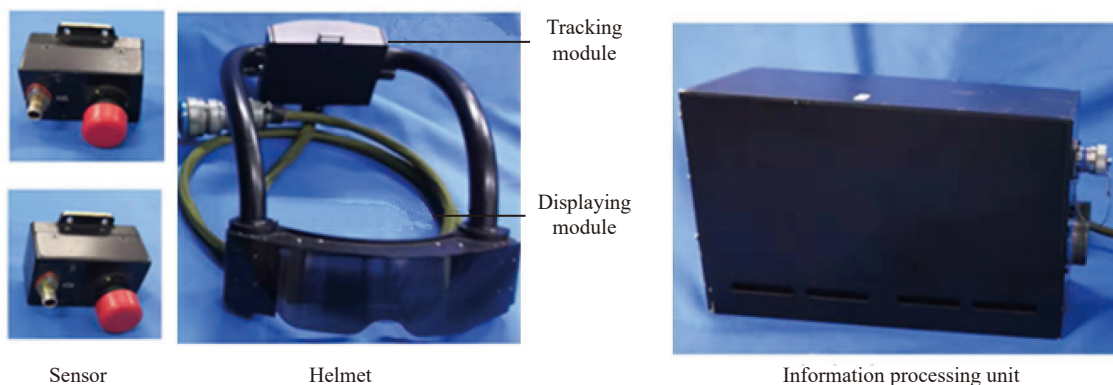 Tracking
module
Displaying
module
Sensor
Helmet
Information processing unit